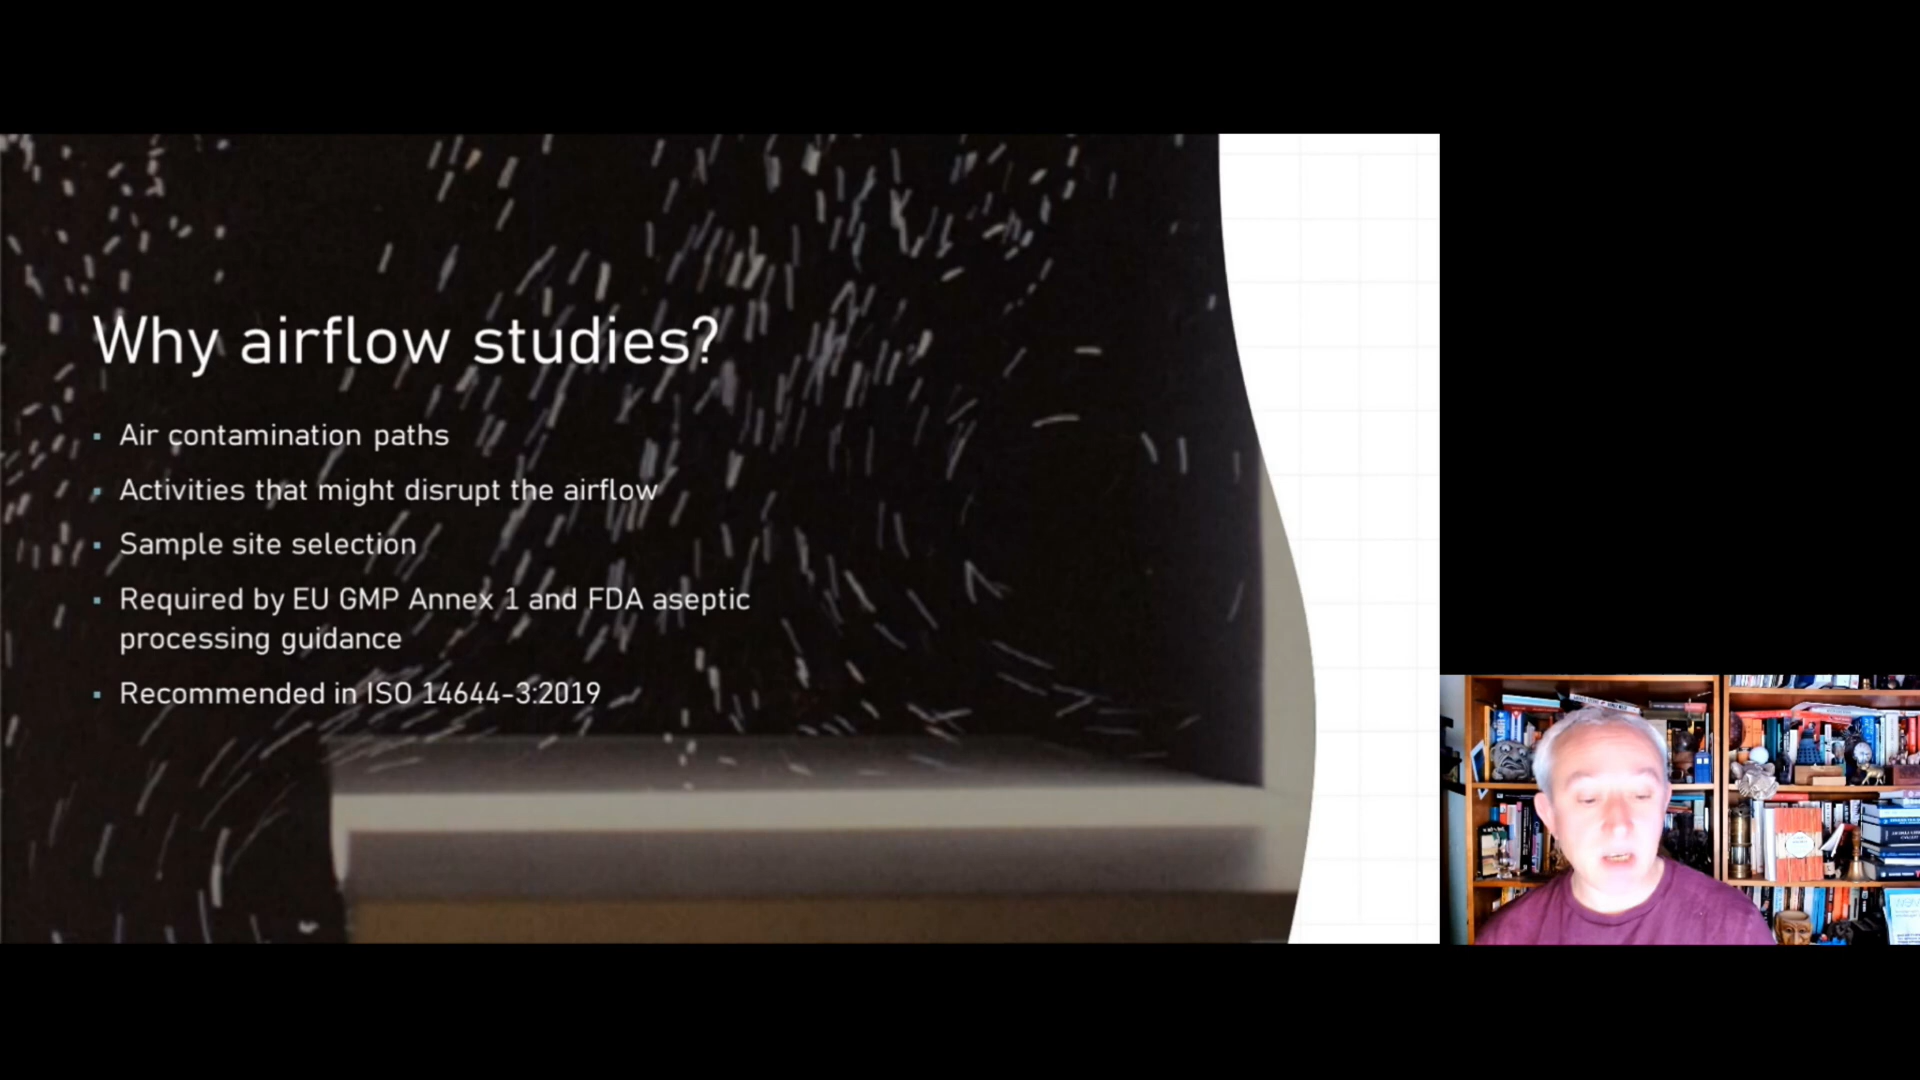 Why airflow studies?
Air contamination paths
Activities that might disrupt the airflow
Sample site selection
Required by EU GMP Annex 1 and FDA aseptic
processing guidance
Recommended in ISO 14644-3:2019